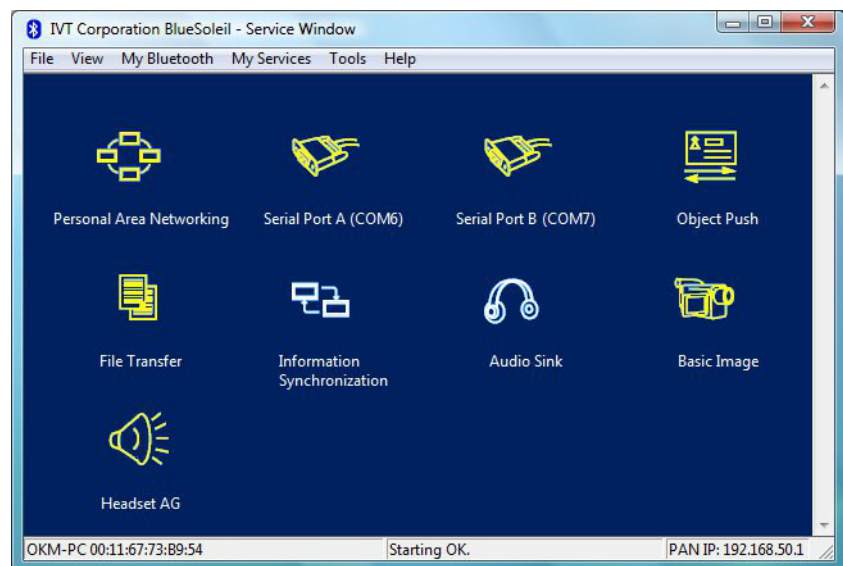 IVT Corporation BlueSoleil - Service Window
File View My Bluetooth My Services Tools Help
Personal Area Networking
Serial Port A (COM6)
Serial Port B (COM7)
Object Push
File Transfer
Information
Synchronization
Audio Sink
Basic Image
Headset AG
OKM-PC 00:11:67:73:B9:54
Starting OK.
PAN IP: 192.168.50.1